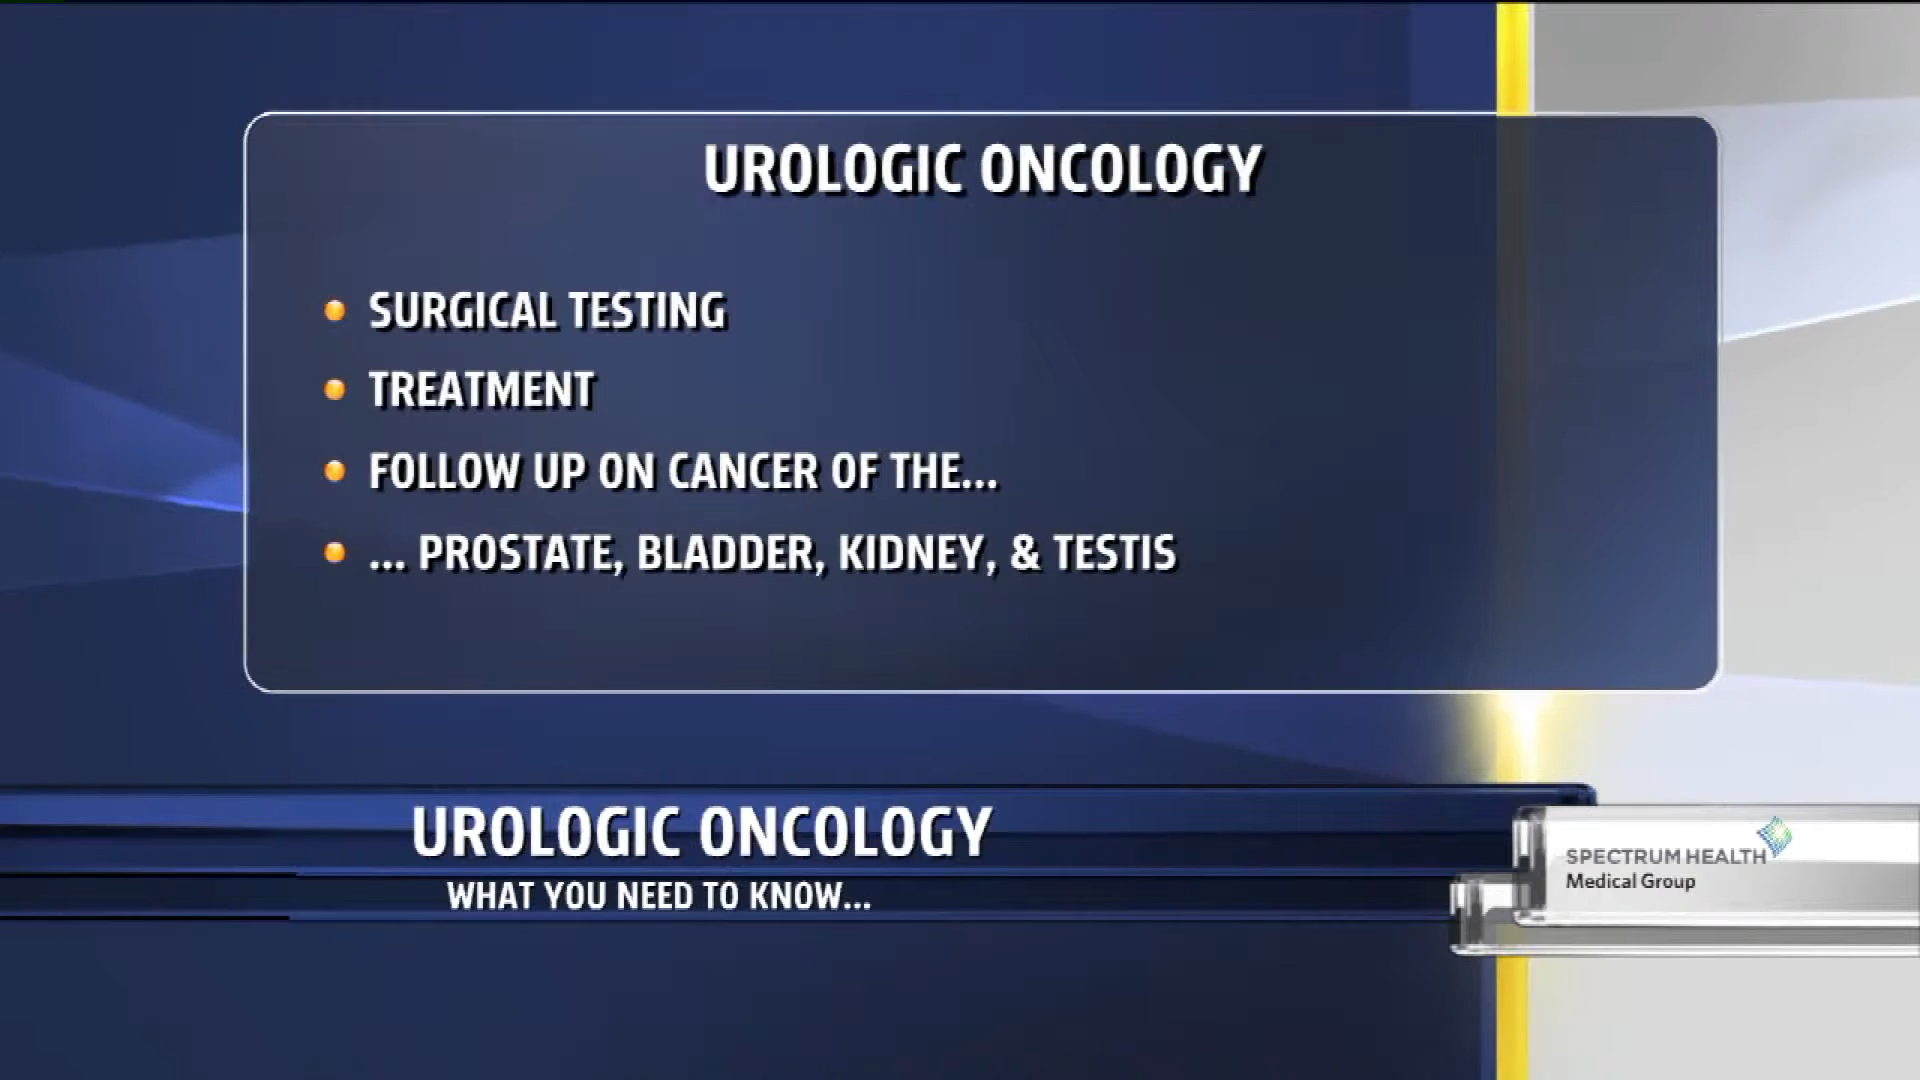 UROLOGIC ONCOLOGY
SURGICAL TESTING
TREATMENT
FOLLOW UP ON CANCER OF THE...
... PROSTATE, BLADDER, KIDNEY, & TESTIS
UROLOGIC ONCOLOGY
WHAT YOU NEED TO KNOW...
SPECTRUM HEALTH
Medical Group